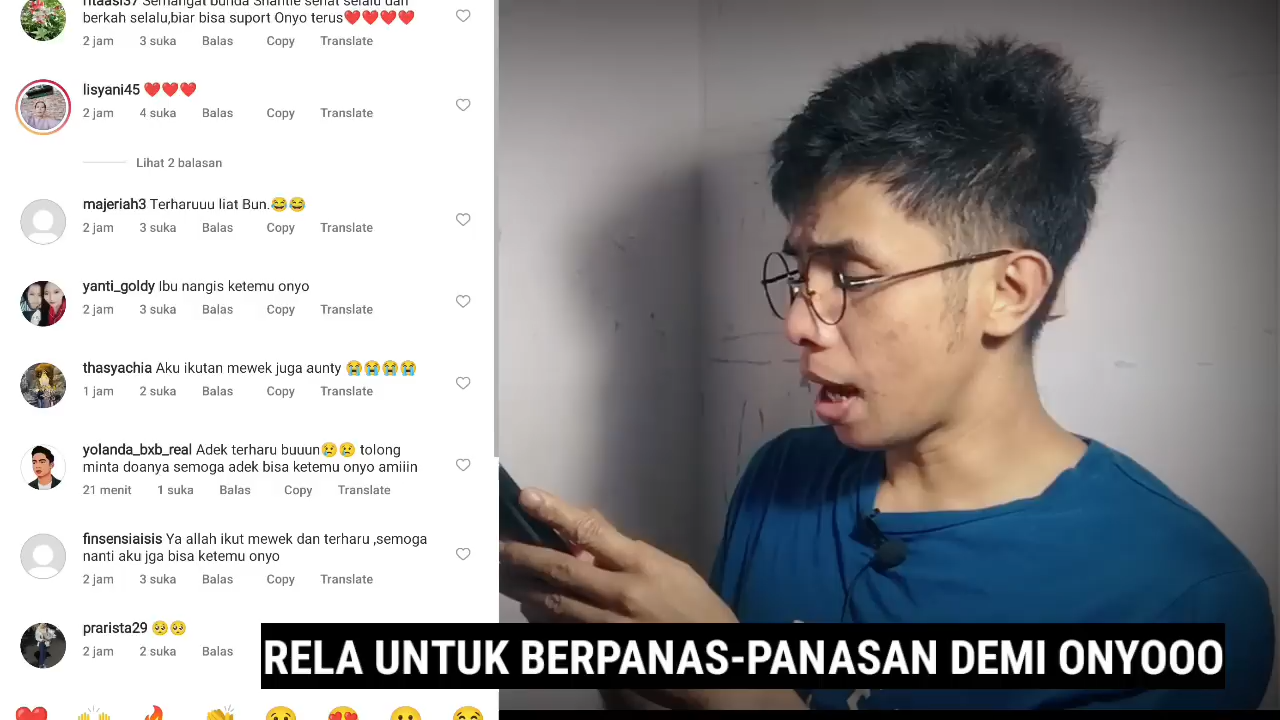 ritaasi37 Semangat bunda Shantie sehat selalu dan
berkah selalu,biar bisa suport Onyo terus❤️❤️❤️❤️
2 jam 3 suka Balas Copy Translate
lisyani45 ❤️❤️❤️
2 jam 4 suka Balas Copy Translate
Lihat 2 balasan
majeriah3 Terharuuu liat Bun.😂😂
2 jam 3 suka Balas Copy Translate
yanti_goldy Ibu nangis ketemu onyo
2 jam 3 suka Balas Copy Translate
thasyachia Aku ikutan mewek juga aunty 😭😭😭😭
1 jam 2 suka Balas Copy Translate
yolanda_bxb_real Adek terharu buuun😢😢 tolong
minta doanya semoga adek bisa ketemu onyo amiiin
21 menit 1 suka Balas Copy Translate
finsensiaisis Ya allah ikut mewek dan terharu ,semoga
nanti aku jga bisa ketemu onyo
2 jam 3 suka Balas Copy Translate
prarista29 🥺🥺
2 jam 2 suka Balas
RELA UNTUK BERPANAS-PANASAN DEMI ONYOOO